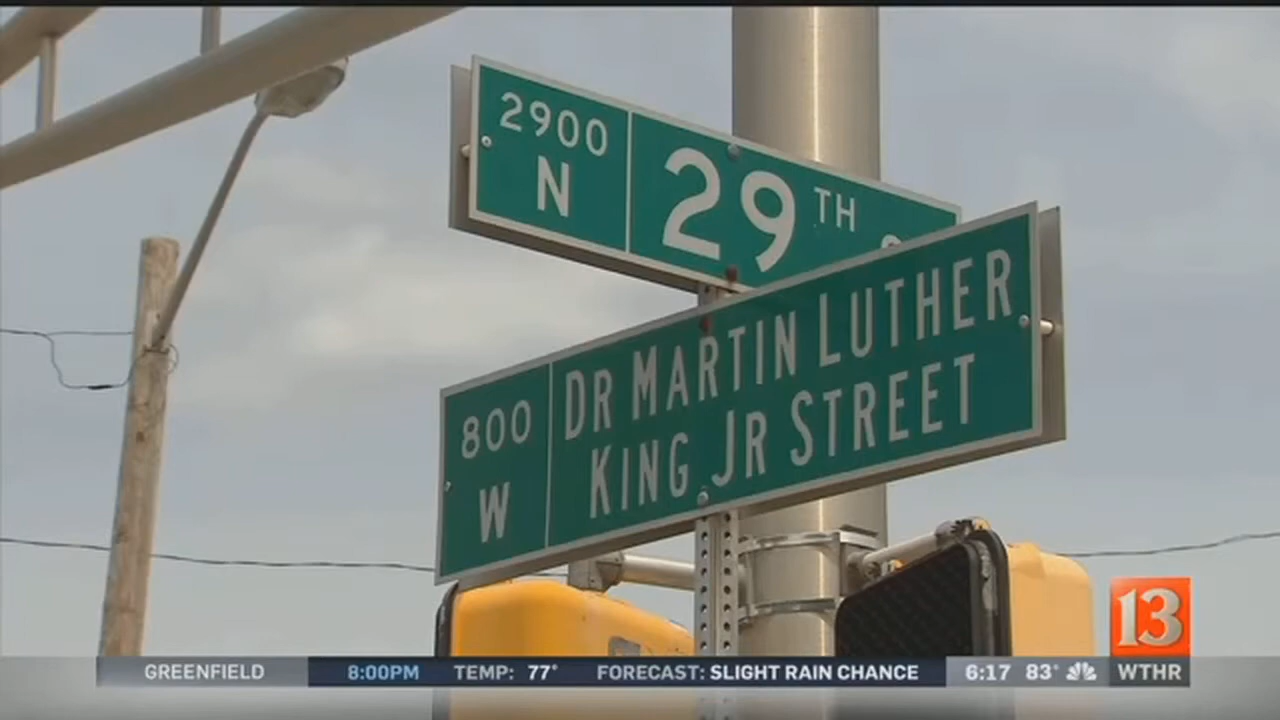 2900
N
29 TH
DR MARTIN LUTHER
KING JR STREET
800
W
13
WTHR
GREENFIELD
8:00PM
TEMP: 77°
FORECAST: SLIGHT RAIN CHANCE
6:17 83°